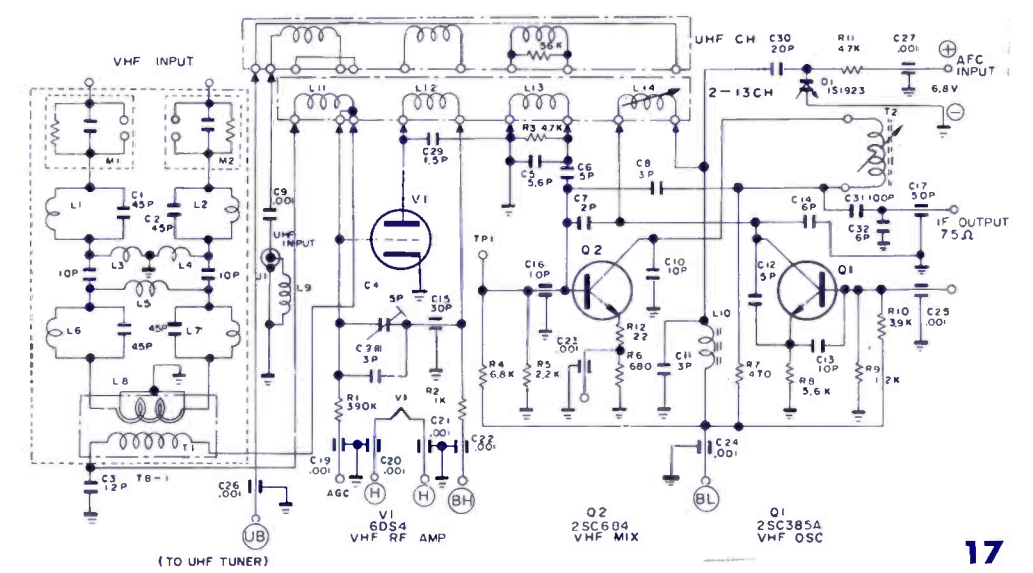 VHF INPUT
UHF CH
56K
C30
20P
R11
47K
C27
.001
AFC
INPUT
6.8V
D1
1S1923
2-13CH
L11
L12
L13
L14
T2
M1
M2
C29
1.5P
R3 4.7K
C5
5.6P
C6
5P
C8
3P
C7
2P
C14
6P
C31 100P
C32
6P
C17
50P
IF OUTPUT
75Ω
L1
C1
45P
C2
45P
L2
C9
.001
UHF
INPUT
J1
L9
V1
TP1
Q2
C10
10P
C12
5P
Q1
10P
L3
L4
10P
L5
L6
45P
45P
L7
C4
5P
C15
30P
3P
C16
10P
R12
22
L10
C23
.001
R6
680
C11
3P
R7
470
C13
10P
R8
5.6K
R9
1.2K
R10
3.9K
C25
.001
L8
T1
TB-1
R1
390K
R2
1K
R4
6.8K
R5
2.2K
V1
C3
12P
C26
.001
C19
.001
C20
.001
C21
.001
C22
.001
C24
.001
AGC
H
H
BH
BL
UB
(TO UHF TUNER)
V1
6DS4
VHF RF AMP
Q2
2SC684
VHF MIX
Q1
2SC385A
VHF OSC
17